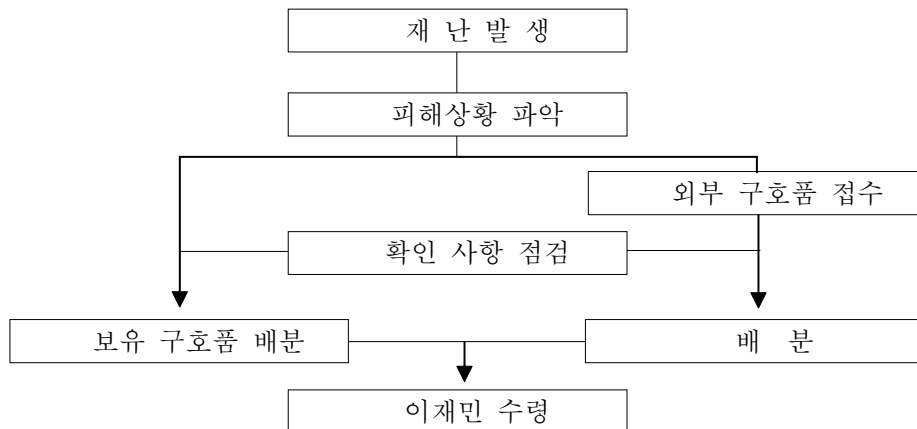 재 난 발 생
피해상황 파악
외부 구호품 접수
확인 사항 점검
보유 구호품 배분
배 분
이재민 수령